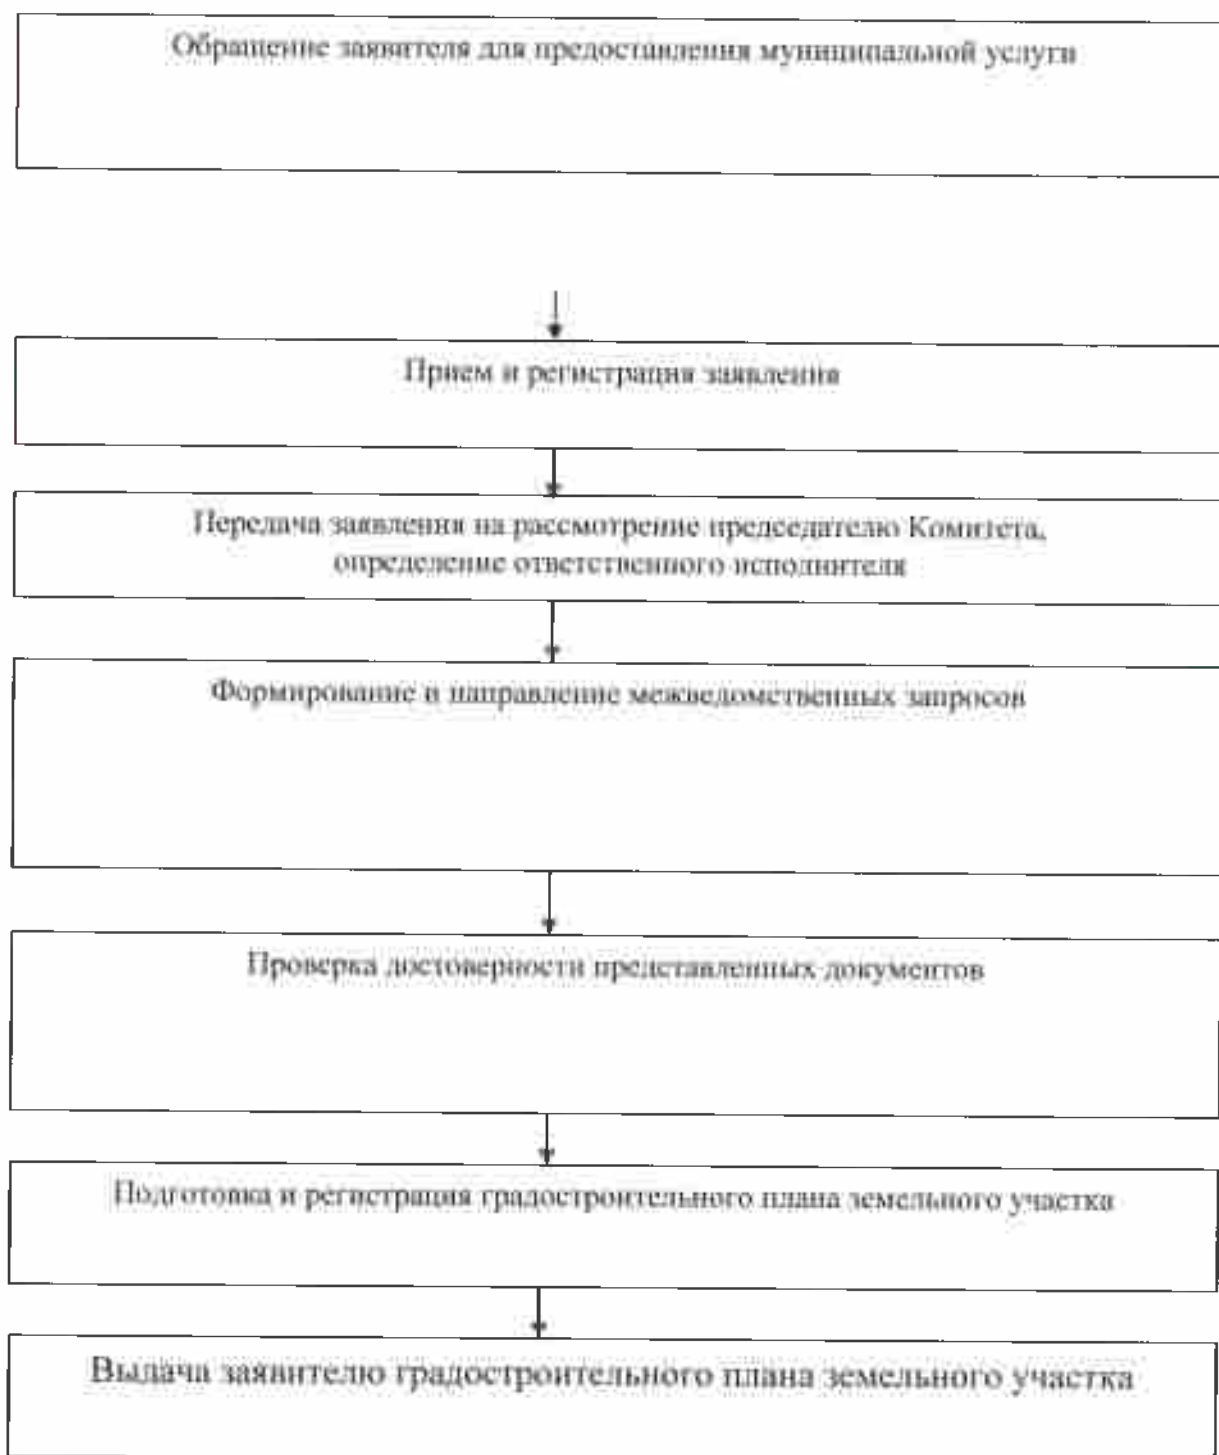 Обращение заявителя для предоставления муниципальной услуги
Прием и регистрация заявления
Передача заявления на рассмотрение председателю Комитета,
определение ответственного исполнителя
Формирование и направление межведомственных запросов
Проверка достоверности представленных документов
Подготовка и регистрация градостроительного плана земельного участка
Выдача заявителю градостроительного плана земельного участка